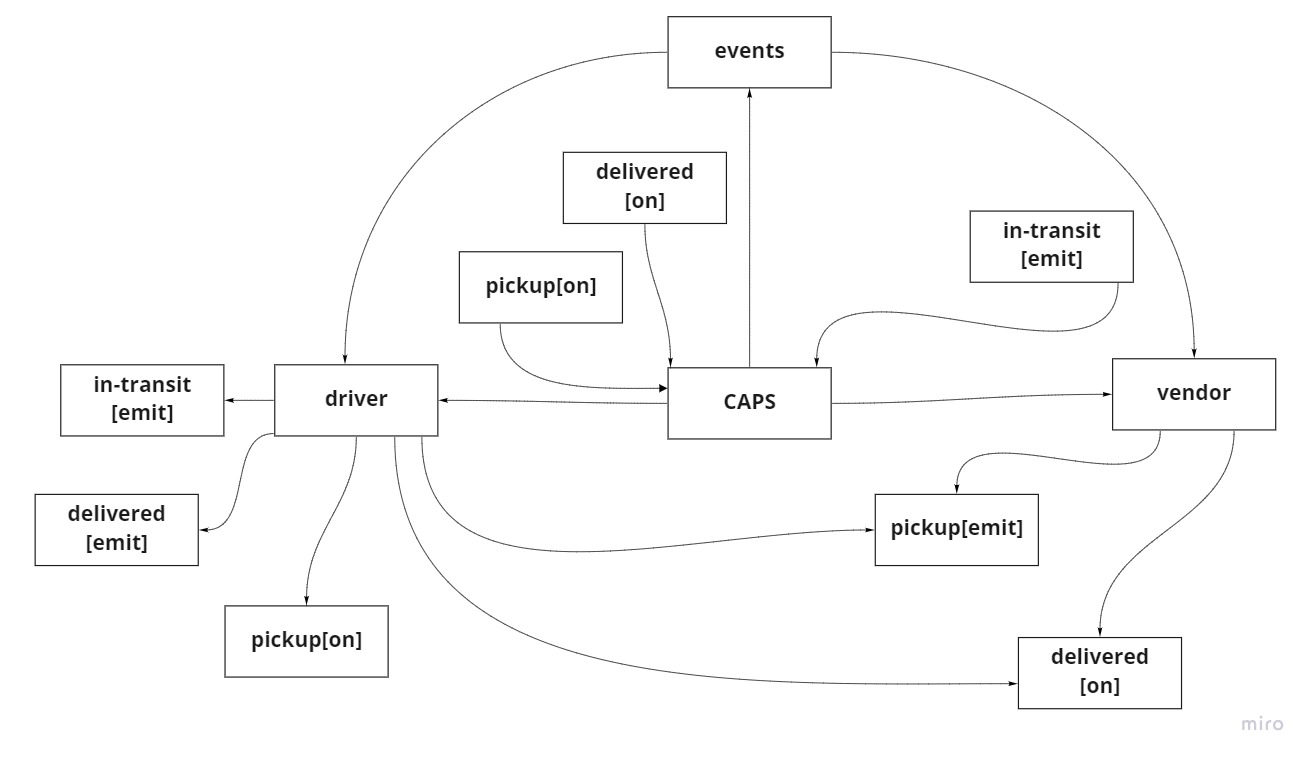 events
delivered
[on]
in-transit
[emit]
pickup[on]
in-transit
[emit]
driver
CAPS
vendor
delivered
[emit]
pickup[emit]
pickup[on]
delivered
[on]
miro